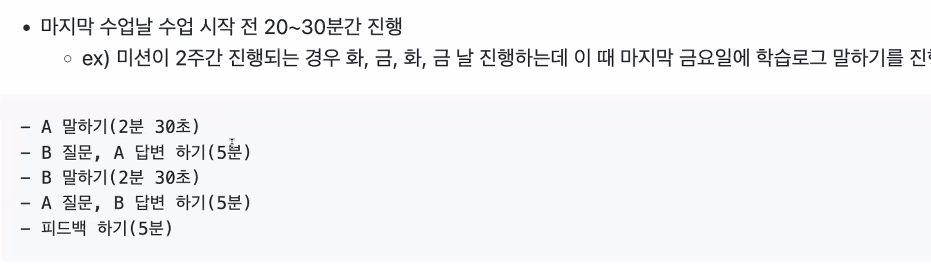 • 마지막 수업날 수업 시작 전 20~30분간 진행
◦ ex) 미션이 2주간 진행되는 경우 화, 금, 화, 금 날 진행하는데 이 때 마지막 금요일에 학습로그 말하기를
- A 말하기(2분 30초)
- B 질문, A 답변 하기(5분)
- B 말하기(2분 30초)
- A 질문, B 답변 하기(5분)
- 피드백 하기(5분)